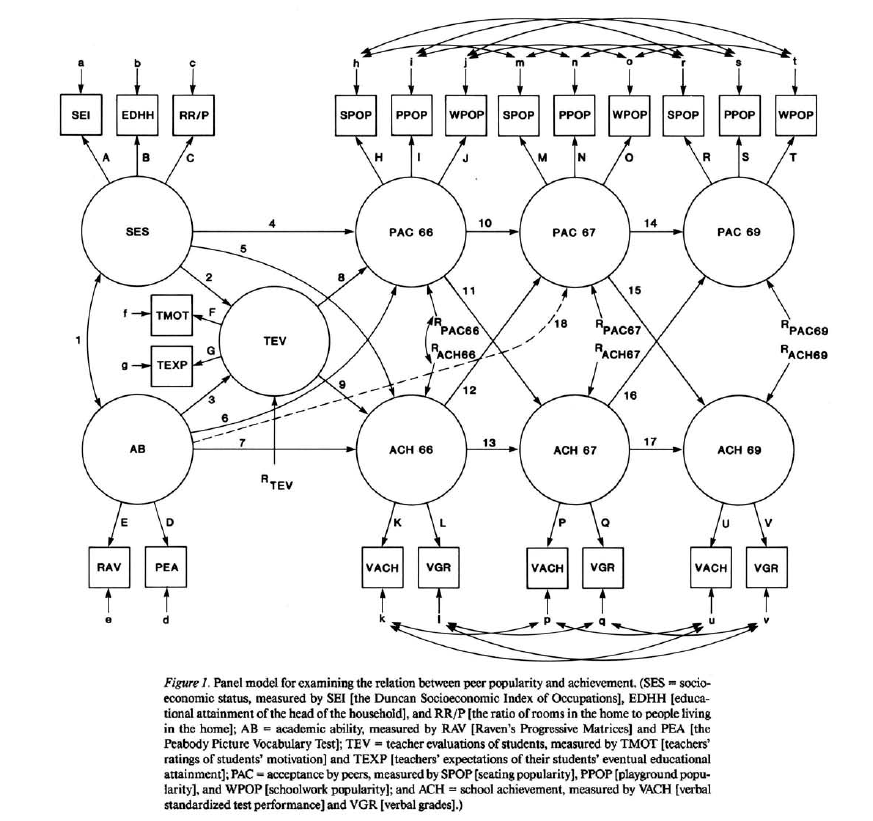 a b c h i j m n o r s t
SEI EDHH RR/P SPOP PPOP WPOP SPOP PPOP WPOP SPOP PPOP WPOP
A B C H I J M N O R S T
SES 4 PAC 66 10 PAC 67 14 PAC 69
5
2 8 11 15
f TMOT F TEV 18
1 R PAC66 R PAC67 R PAC69
g TEXP G R ACH66 R ACH67 R ACH69
3 9 12 16
6
AB 7 ACH 66 13 ACH 67 17 ACH 69
R TEV
E D K L P Q U V
RAV PEA VACH VGR VACH VGR VACH VGR
e d k l p q u v
Figure 1. Panel model for examining the relation between peer popularity and achievement. (SES = socio-
economic status, measured by SEI [the Duncan Socioeconomic Index of Occupations], EDHH [educa-
tional attainment of the head of the household], and RR/P [the ratio of rooms in the home to people living
in the home]; AB = academic ability, measured by RAV [Raven's Progressive Matrices] and PEA [the
Peabody Picture Vocabulary Test]; TEV = teacher evaluations of students, measured by TMOT [teachers'
ratings of students' motivation] and TEXP [teachers' expectations of their students' eventual educational
attainment]; PAC = acceptance by peers, measured by SPOP [seating popularity], PPOP [playground popu-
larity], and WPOP [schoolwork popularity]; and ACH = school achievement, measured by VACH [verbal
standardized test performance] and VGR [verbal grades].)